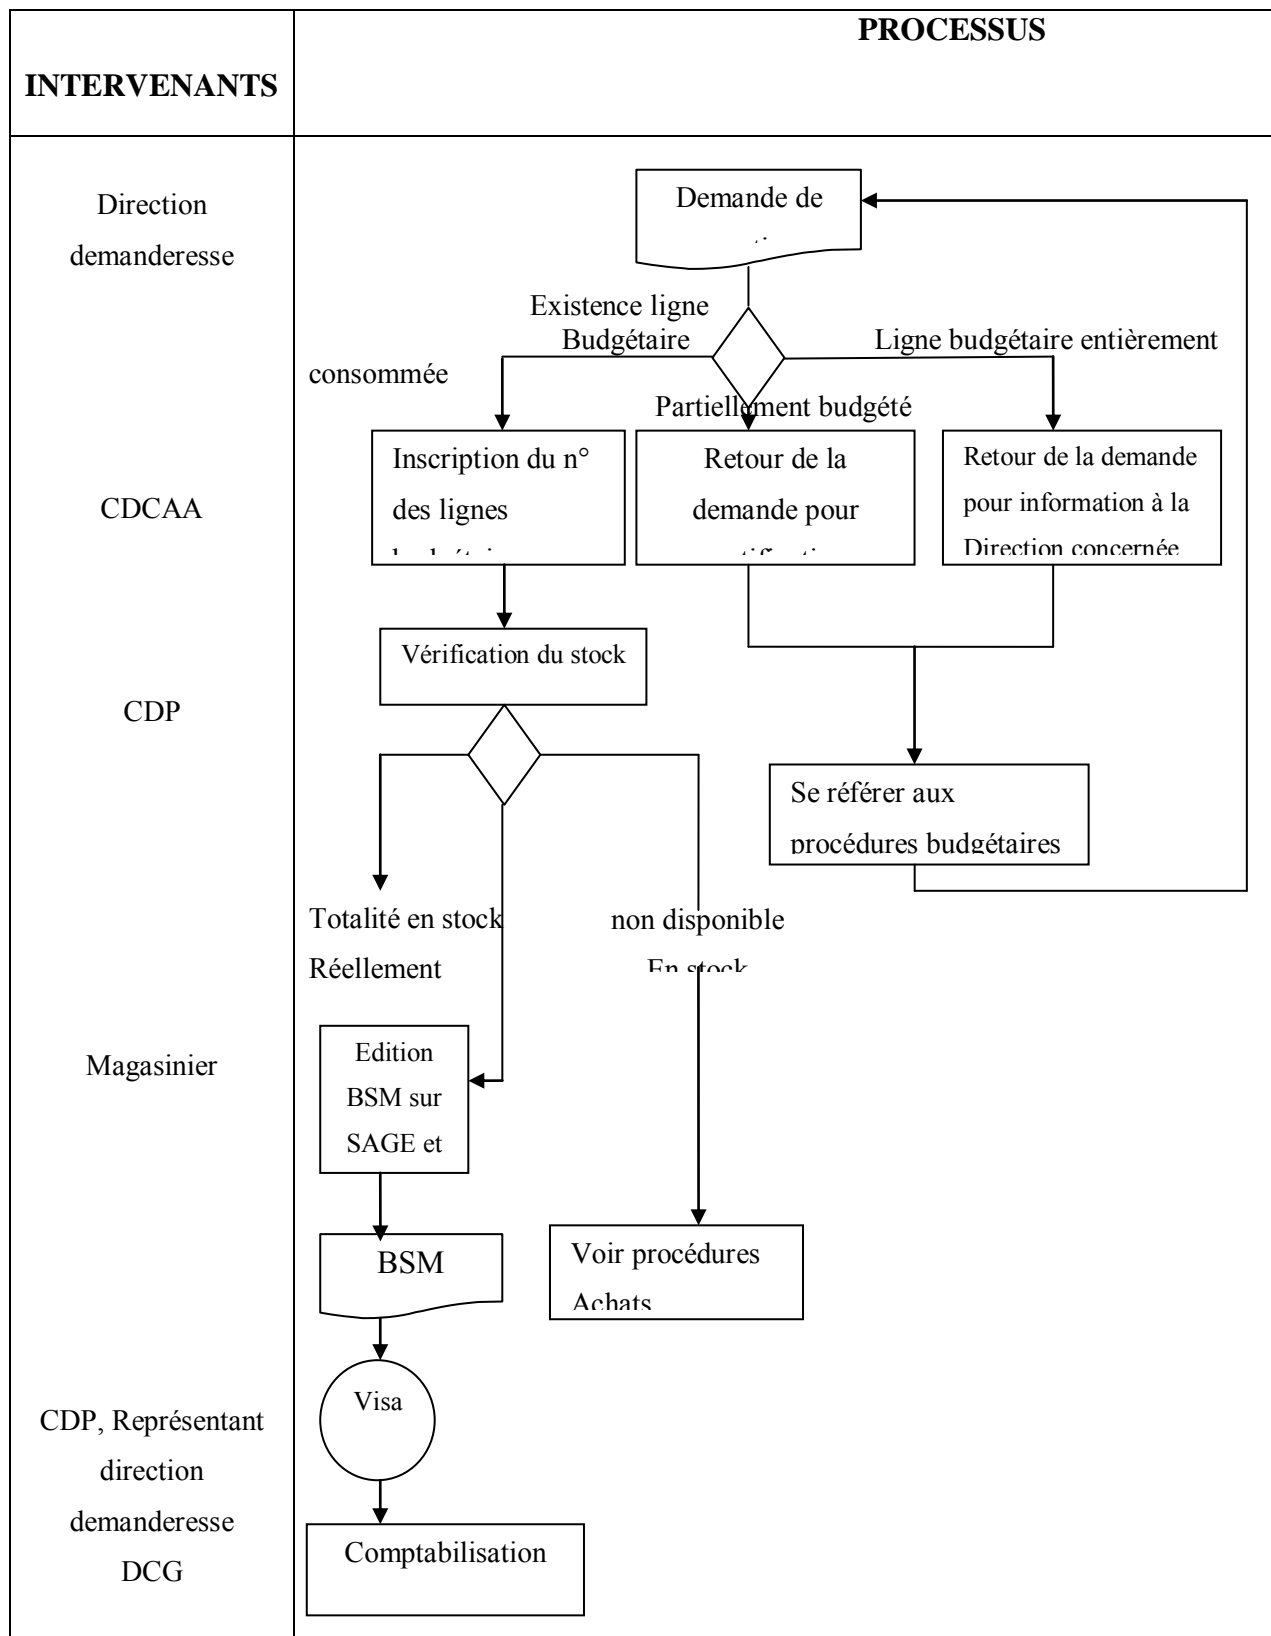 PROCESSUS
INTERVENANTS
Direction
demanderesse
Demande de
Existence ligne
Budgétaire
Ligne budgétaire entièrement
consommée
Partiellement budgété
CDCAA
Inscription du n°
des lignes
Retour de la
demande pour
Retour de la demande
pour information à la
Direction concernée
Vérification du stock
CDP
Se référer aux
procédures budgétaires
Totalité en stock
Réellement
non disponible
En stock
Magasinier
Edition
BSM sur
SAGE et
BSM
Voir procédures
Achats
Visa
CDP, Représentant
direction
demanderesse
DCG
Comptabilisation